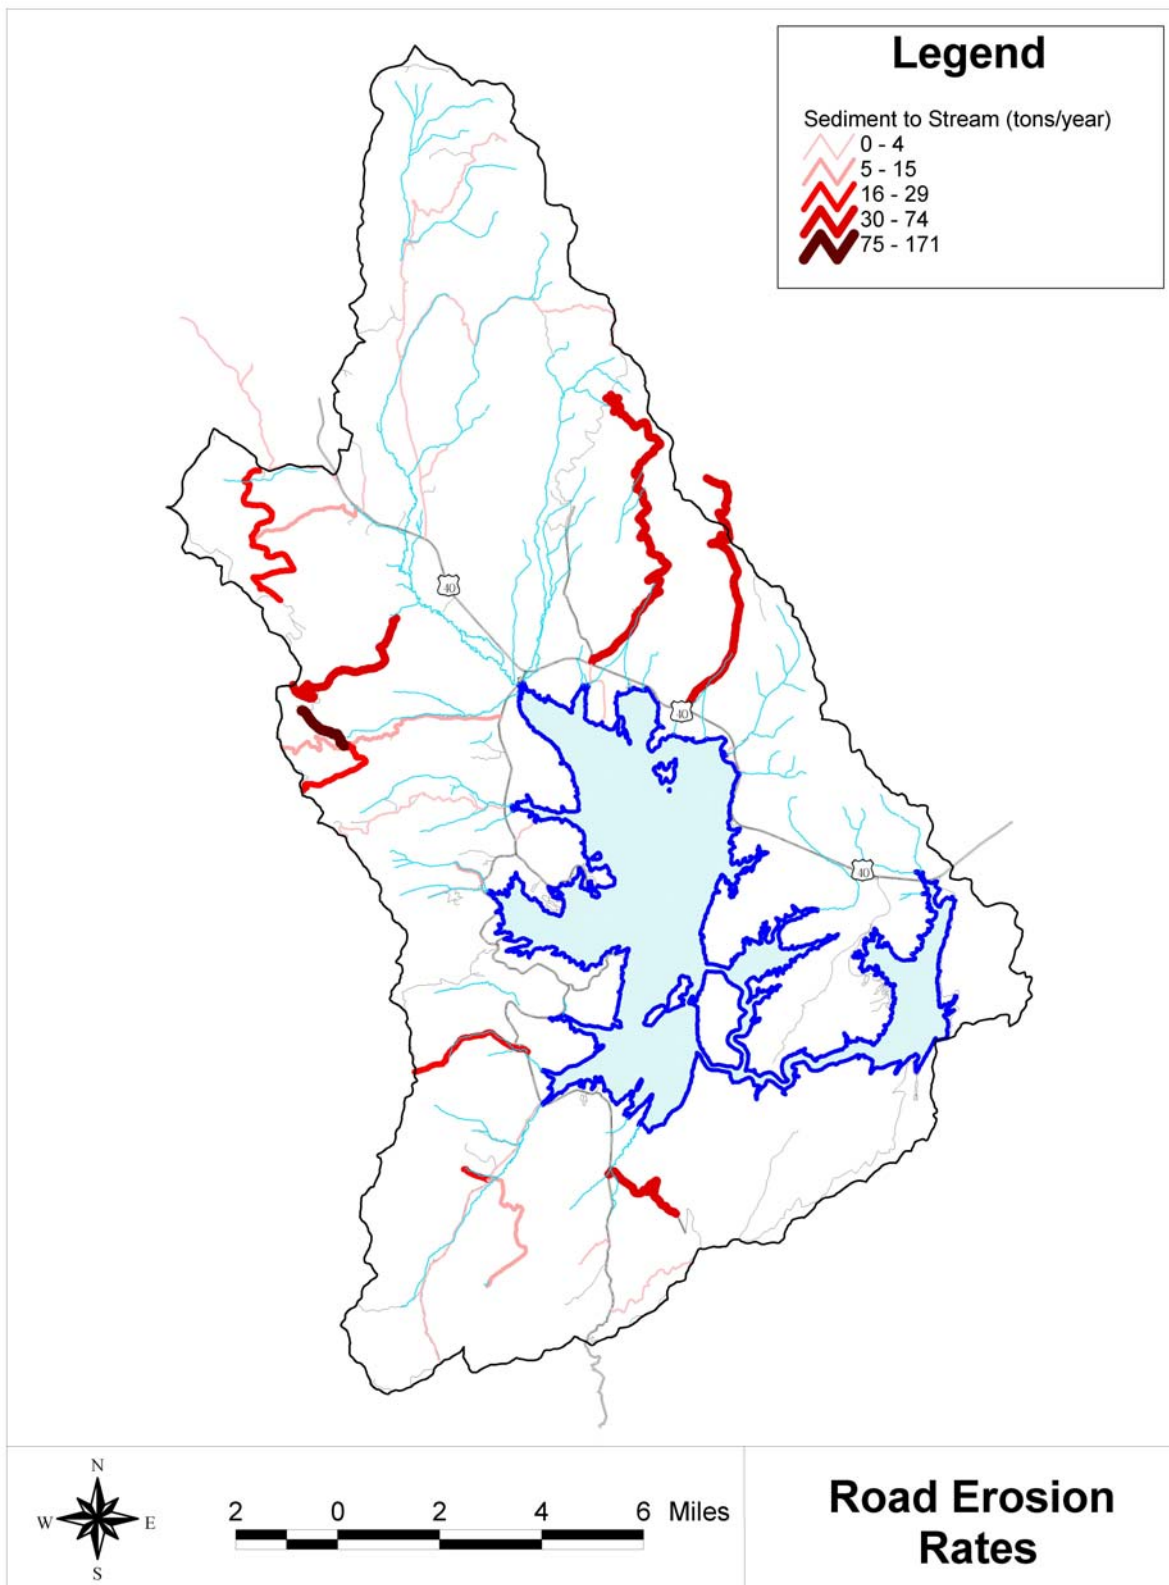 Legend
Sediment to Stream (tons/year)
0 - 4
5 - 15
16 - 29
30 - 74
75 - 171
40
40
40
N
W
E
S
2 0 2 4 6 Miles
Road Erosion
Rates